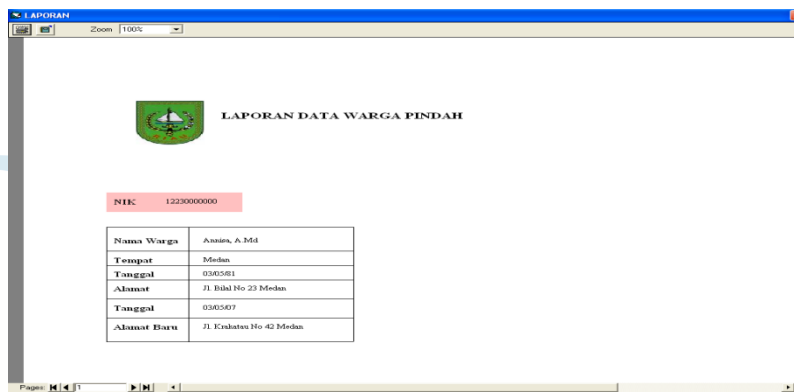 LAPORAN
Zoom 100%
LAPORAN DATA WARGA PINDAH
NIK 12230000000
Nama Warga Annisa, A.Md
Tempat Medan
Tanggal 03/05/81
Alamat Jl. Bilal No 23 Medan
Tanggal 03/05/07
Alamat Baru Jl. Krakatau No 42 Medan
Pages: 1